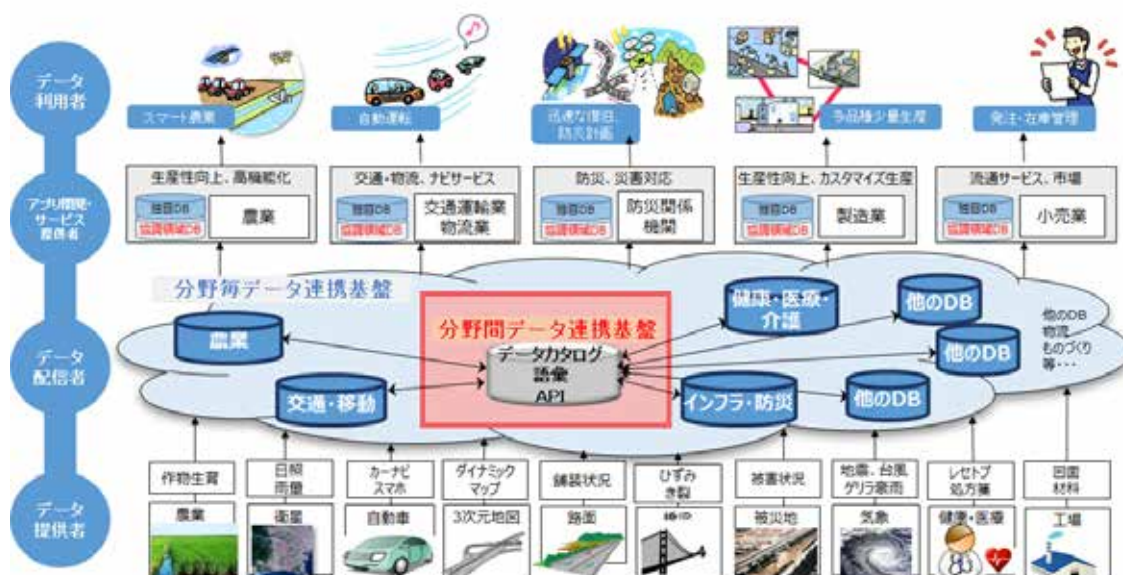 データ
利用者
スマート農業
自動運転
迅速な復旧、
防災計画
多品種少量生産
発注・在庫管理
アプリ開発・
サービス
提供者
生産性向上、高機能化
独自DB
協調領域DB
農業
交通・物流、ナビサービス
独自DB
協調領域DB
交通運輸業
物流業
防災、災害対応
独自DB
協調領域DB
防災関係
機関
生産性向上、カスタマイズ生産
独自DB
協調領域DB
製造業
流通サービス、市場
独自DB
協調領域DB
小売業
データ
配信者
分野毎データ連携基盤
分野間データ連携基盤
データカタログ
語彙
API
農業
交通・移動
健康・医療・
介護
インフラ・防災
他のDB
他のDB
他のDB
他のDB
物流
ものづくり
等・・・
データ
提供者
作物生育
農業
日照
雨量
衛星
カーナビ
スマホ
自動車
ダイナミック
マップ
3次元地図
舗装状況
路面
ひずみ
き裂
被害状況
被災地
地震、台風
ゲリラ豪雨
気象
レセプト
処方箋
健康・医療
図面
材料
工場